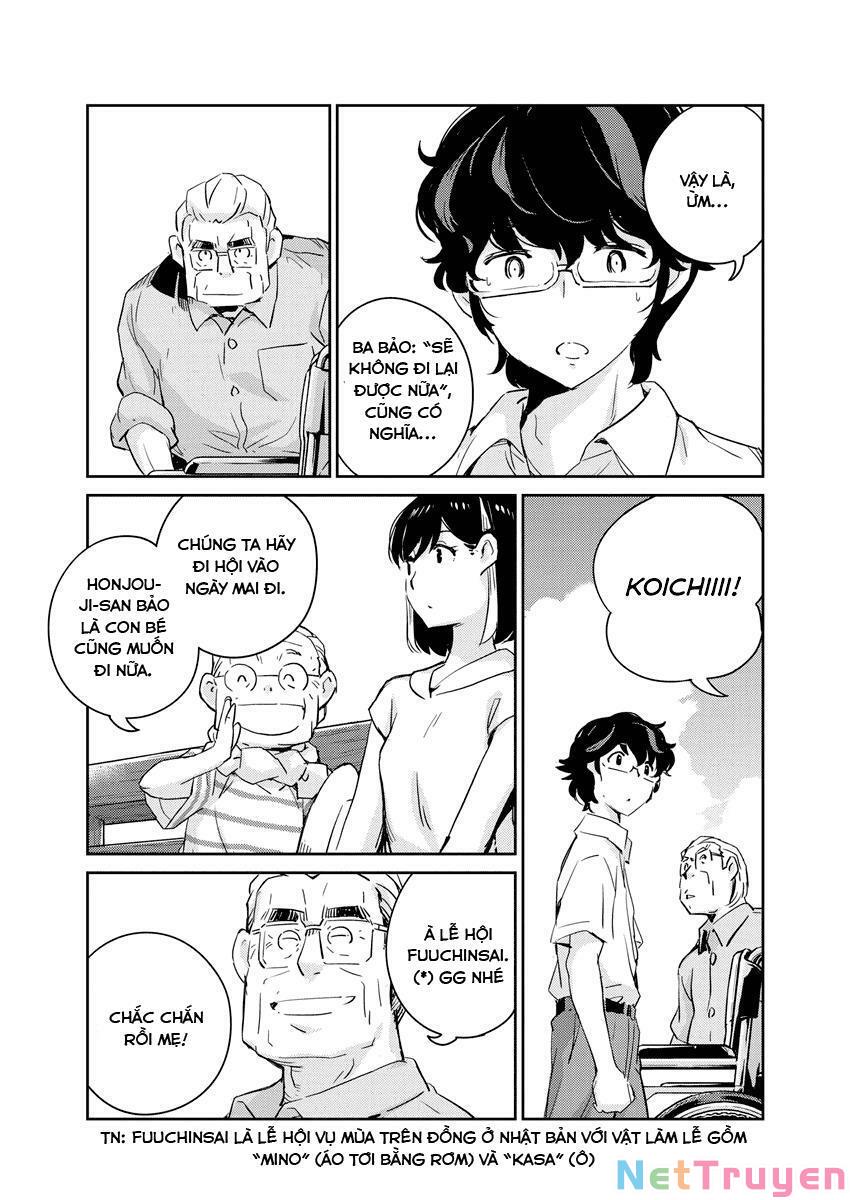 VẬY LÀ,
ỪM...
BA BẢO: "SẼ
KHÔNG ĐI LẠI
ĐƯỢC NỮA",
CŨNG CÓ
NGHĨA...
KOICHIIII!
CHÚNG TA HÃY
ĐI HỘI VÀO
NGÀY MAI ĐI.
HONJOU-
JI-SAN BẢO
LÀ CON BÉ
CŨNG MUỐN
ĐI NỮA.
À LỄ HỘI
FUUCHINSAI.
(*) GG NHÉ
CHẮC CHẮN
RỒI MẸ!
TN: FUUCHINSAI LÀ LỄ HỘI VỤ MÙA TRÊN ĐỒNG Ở NHẬT BẢN VỚI VẬT LÀM LỄ GỒM
"MINO" (ÁO TƠI BẰNG RƠM) VÀ "KASA" (Ô)
NetTruyen